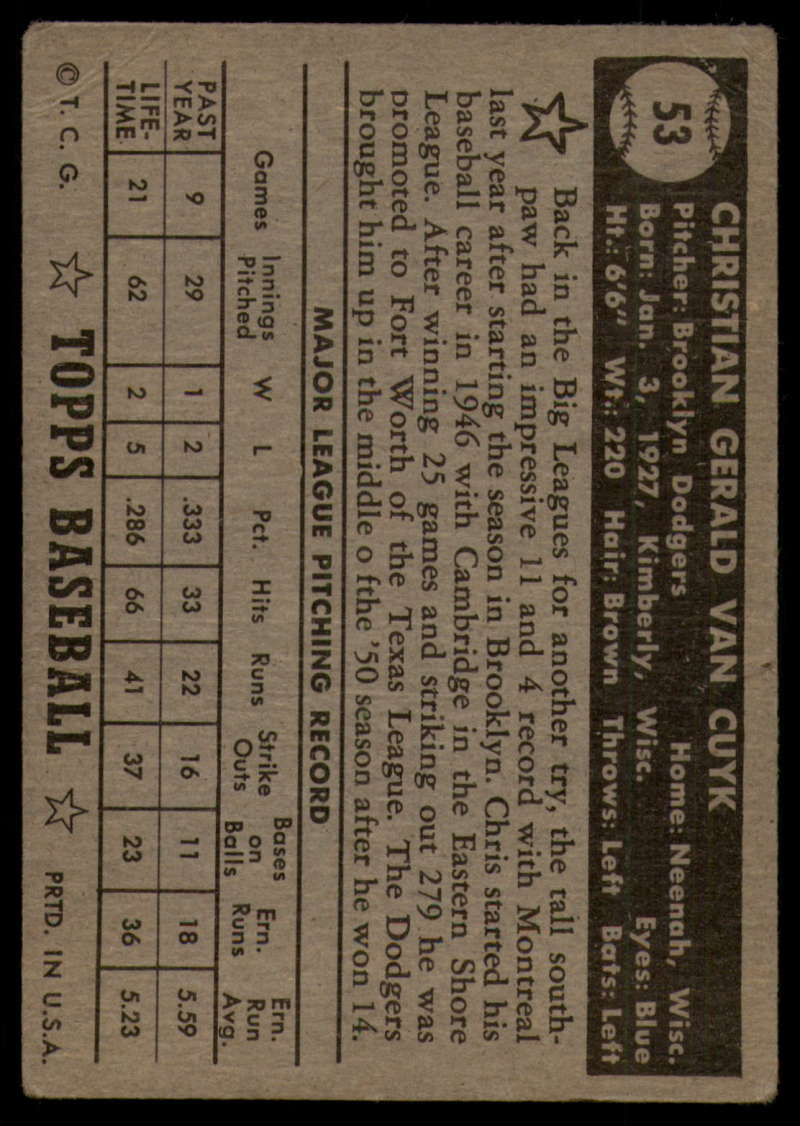 53
CHRISTIAN GERALD VAN CUYK
Pitcher: Brooklyn Dodgers Home: Neenah, Wisc.
Born: Jan. 3, 1927, Kimberly, Wisc. Eyes: Blue
Ht.: 6'6" Wt.: 220 Hair: Brown Throws: Left Bats: Left
Back in the Big Leagues for another try, the tall south-
paw had an impressive 11 and 4 record with Montreal
last year after starting the season in Brooklyn. Chris started his
baseball career in 1946 with Cambridge in the Eastern Shore
League. After winning 25 games and striking out 279 he was
promoted to Fort Worth of the Texas League. The Dodgers
brought him up in the middle o fthe '50 season after he won 14.
MAJOR LEAGUE PITCHING RECORD
Games Innings Pitched W L Pct. Hits Runs Strike Outs Bases on Balls Ern. Runs Ern. Run Avg.
PAST YEAR 9 29 1 2 .333 33 22 16 11 18 5.59
LIFE-TIME 21 62 2 5 .286 66 41 37 23 36 5.23
© T. C. G. ☆ TOPPS BASEBALL ☆ PRTD. IN U.S.A.